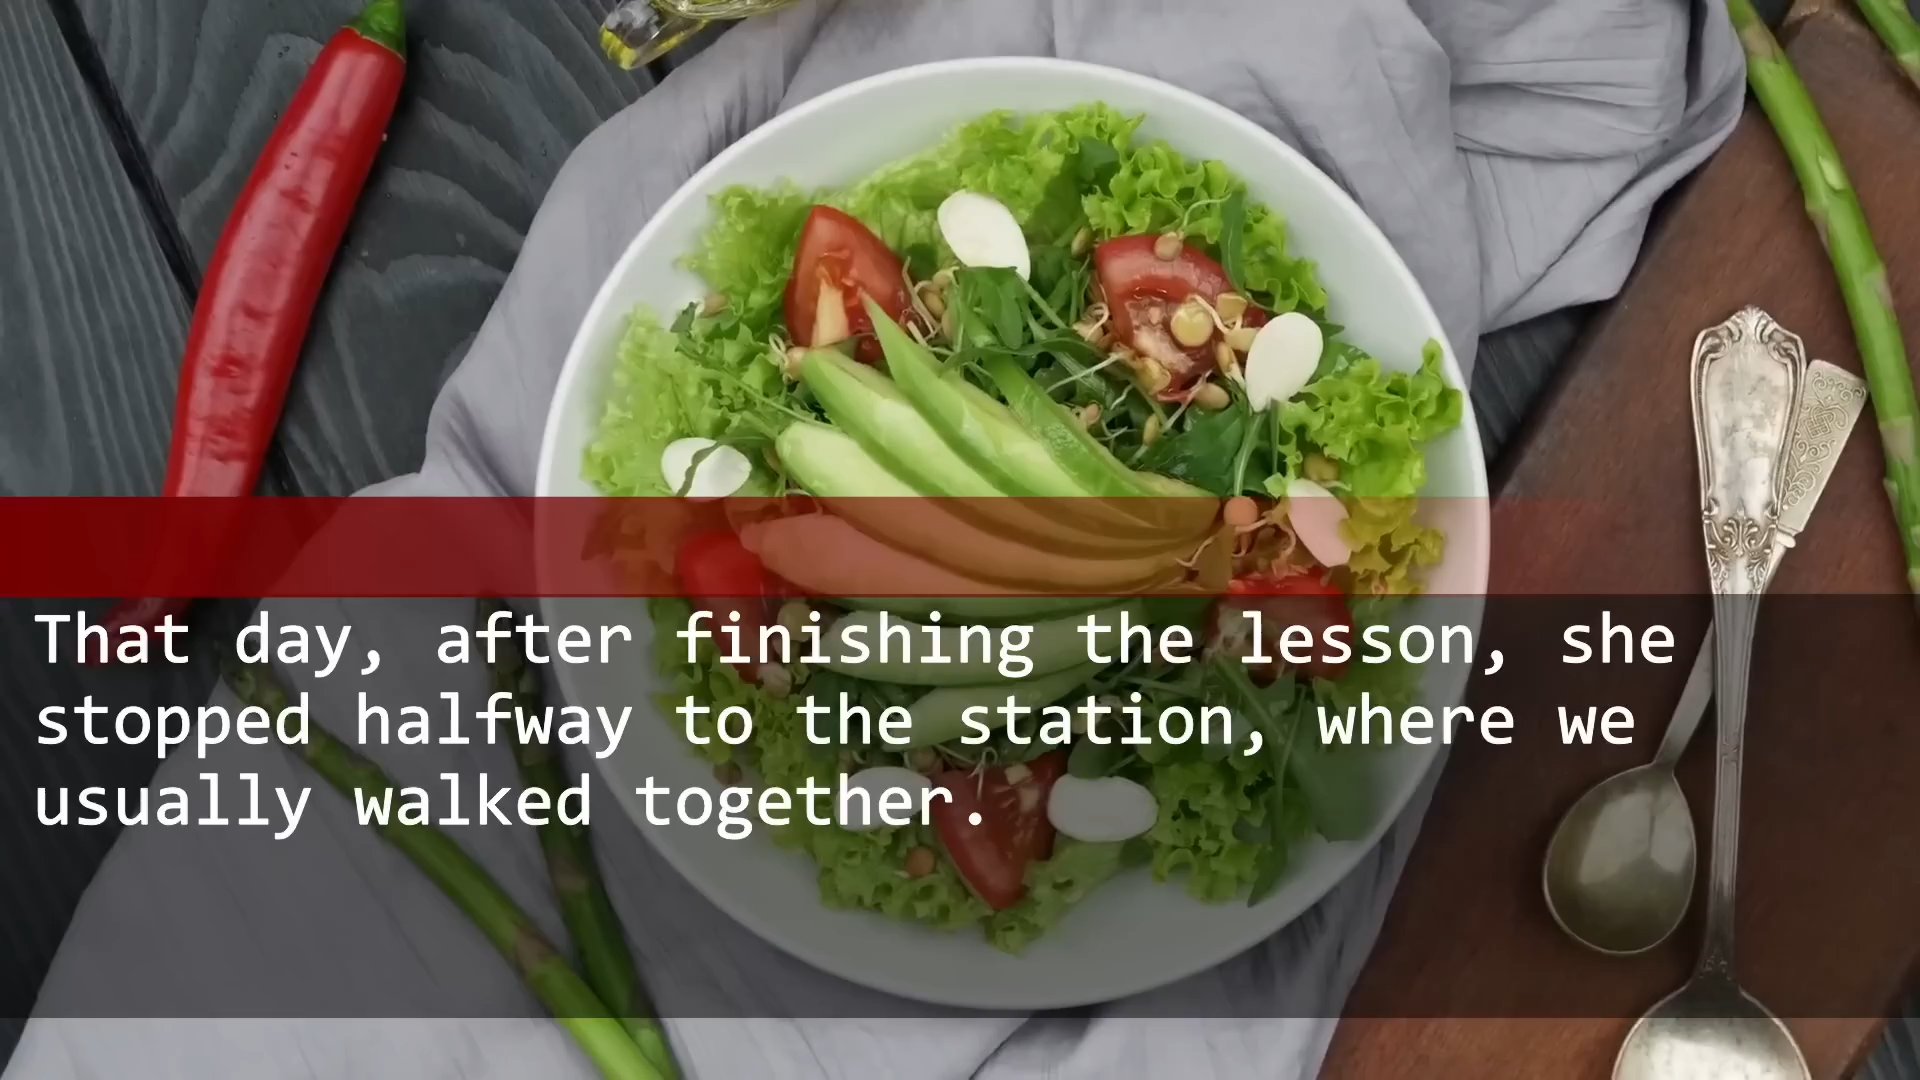 That day, after finishing the lesson, she
stopped halfway to the station, where we
usually walked together.